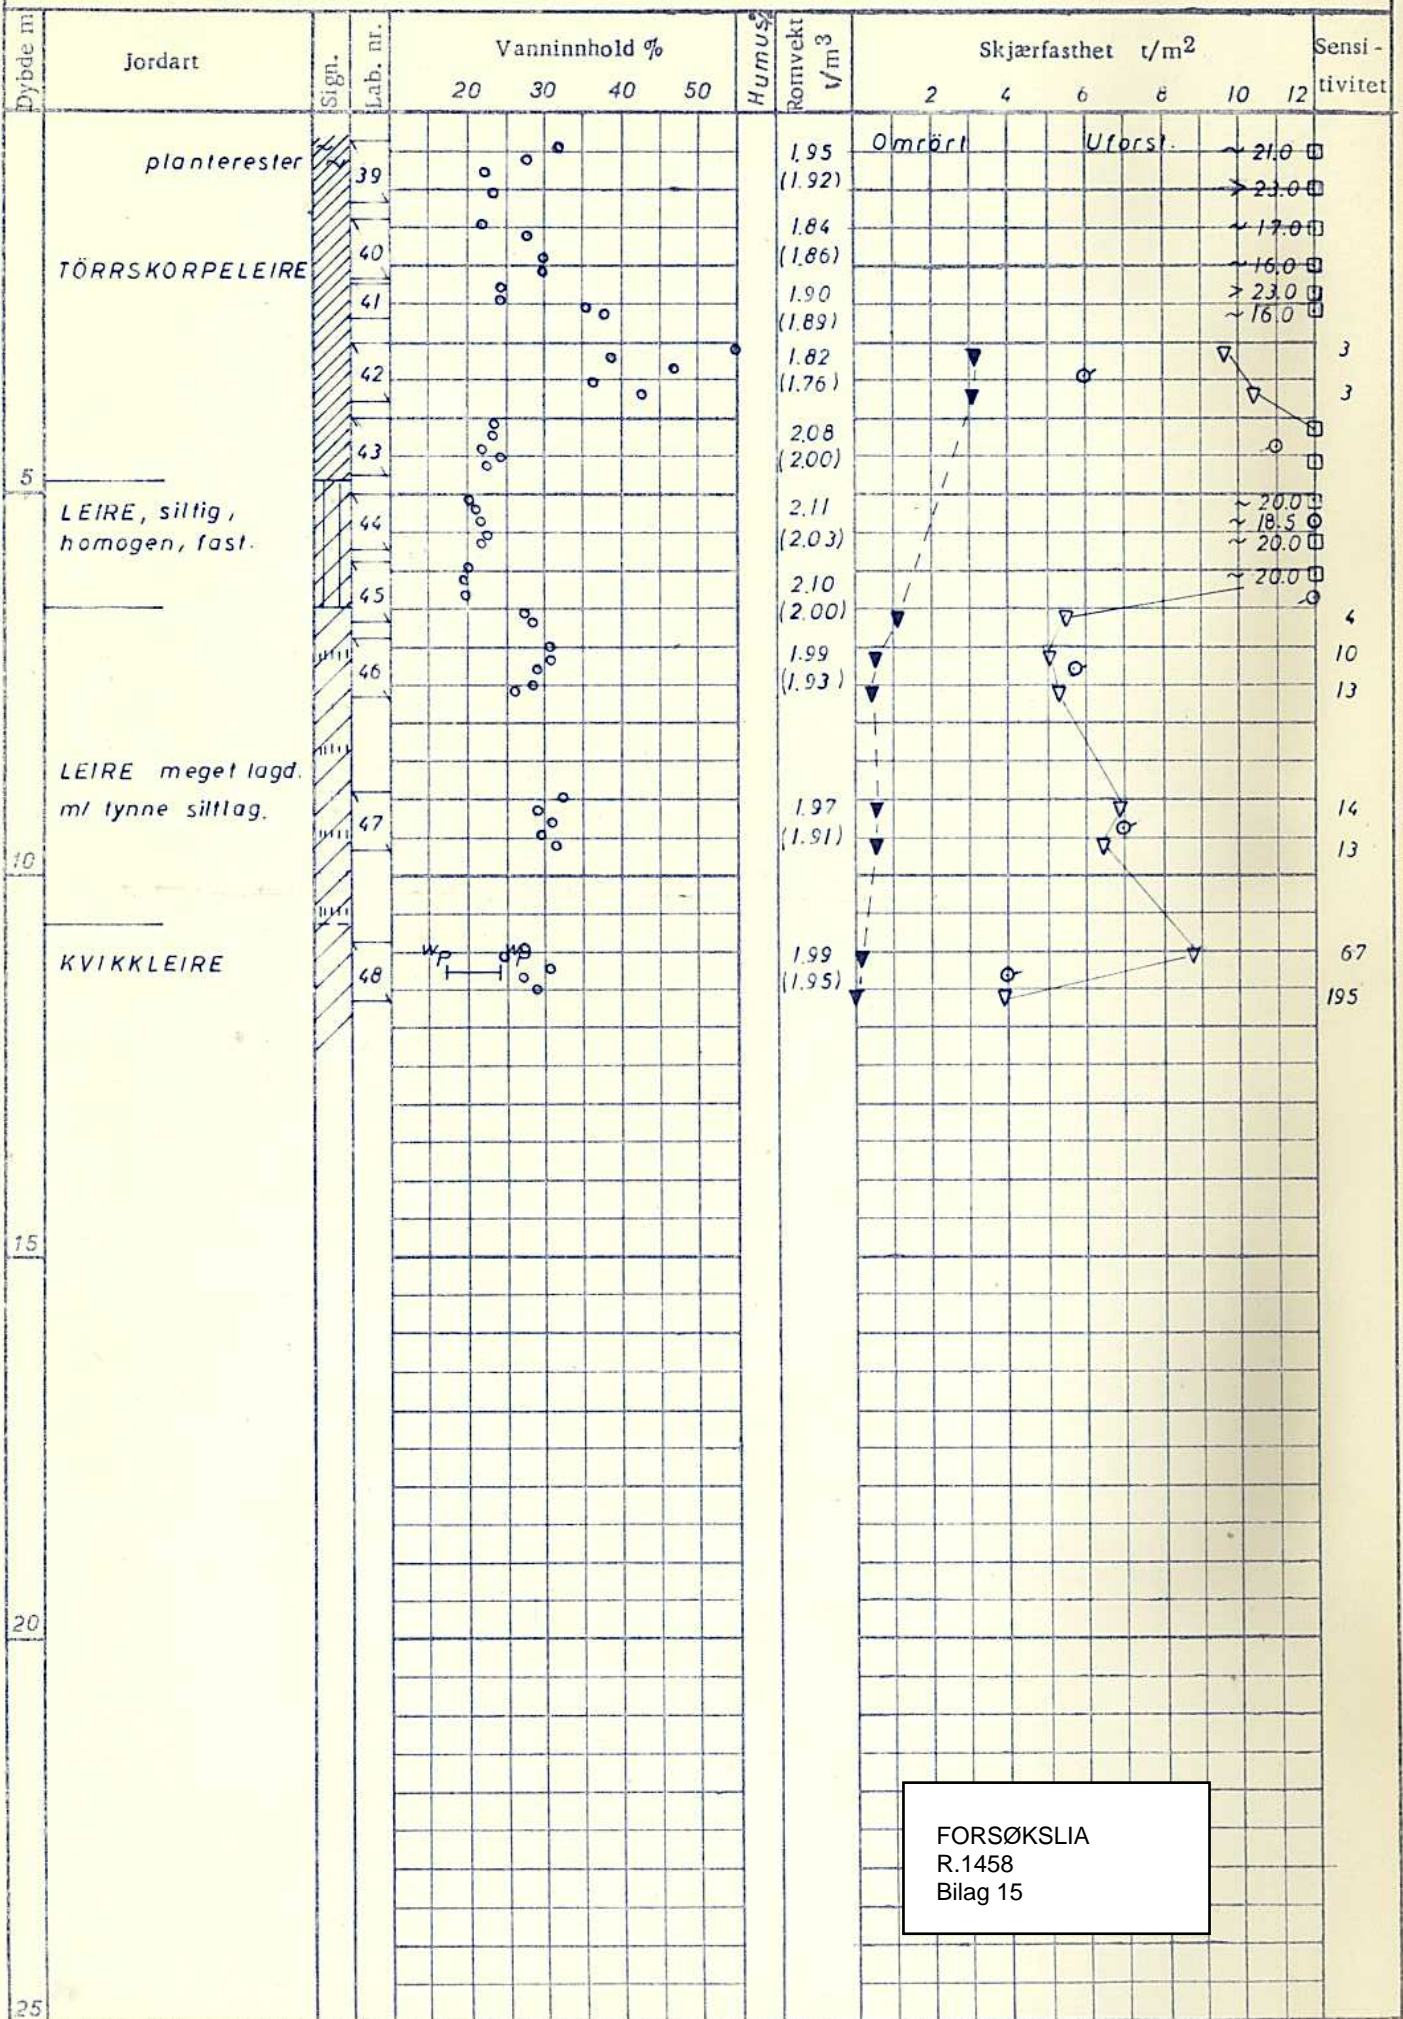 Dybde m
Jordart
Sign.
Lab. nr.
Vanninnhold %
20 30 40 50
Humus%
Romvekt t/m3
Skjærfasthet t/m2
2 4 6 8 10 12
Sensi-
tivitet
Omrört Uforst.
planterester
39
1.95 ~ 21.0
(1.92) > 23.0
1.84 ~ 17.0
TÖRRSKORPELEIRE
40
(1.86) ~ 16.0
41
1.90 > 23.0
(1.89) ~ 16.0
42
1.82 3
(1.76) 3
43
2.08
(2.00)
5
LEIRE, siltig,
homogen, fast.
44
2.11 ~ 20.0
~ 18.5
(2.03) ~ 20.0
45
2.10 ~ 20.0
(2.00) 4
46
1.99 10
(1.93) 13
LEIRE meget lagd.
m/ tynne siltlag.
47
1.97 14
(1.91) 13
10
KVIKKLEIRE
48
Wp
1.99 67
(1.95) 195
15
20
25
FORSØKSLIA
R.1458
Bilag 15